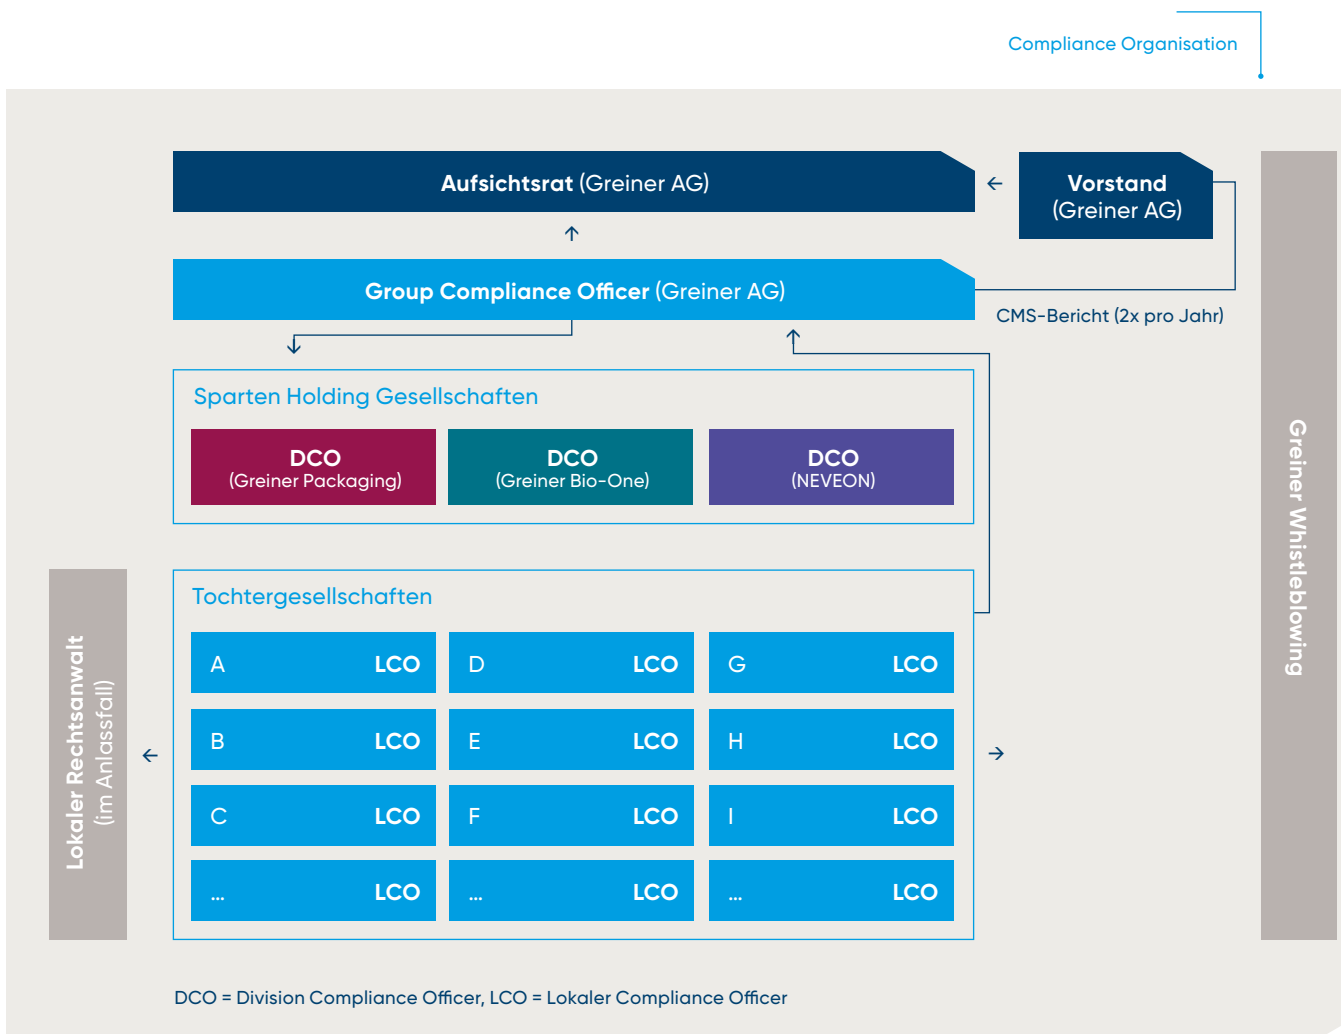 Compliance Organisation
Aufsichtsrat (Greiner AG)
Vorstand
(Greiner AG)
Group Compliance Officer (Greiner AG)
CMS-Bericht (2x pro Jahr)
Sparten Holding Gesellschaften
DCO
(Greiner Packaging)
DCO
(Greiner Bio-One)
DCO
(NEVEON)
Tochtergesellschaften
A LCO
D LCO
G LCO
B LCO
E LCO
H LCO
C LCO
F LCO
I LCO
... LCO
... LCO
... LCO
Lokaler Rechtsanwalt
(im Anlassfall)
Greiner Whistleblowing
DCO = Division Compliance Officer, LCO = Lokaler Compliance Officer